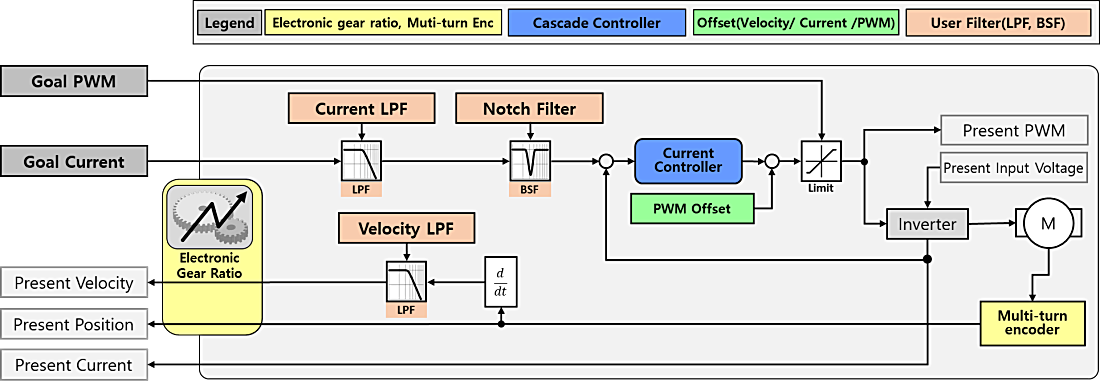 Legend
Electronic gear ratio, Muti-turn Enc
Cascade Controller
Offset(Velocity/ Current /PWM)
User Filter(LPF, BSF)
Goal PWM
Current LPF
Notch Filter
Present PWM
Goal Current
LPF
BSF
Current
Controller
Limit
Present Input Voltage
PWM Offset
Velocity LPF
Inverter
M
Electronic
Gear Ratio
Present Velocity
LPF
d
dt
Present Position
Multi-turn
encoder
Present Current